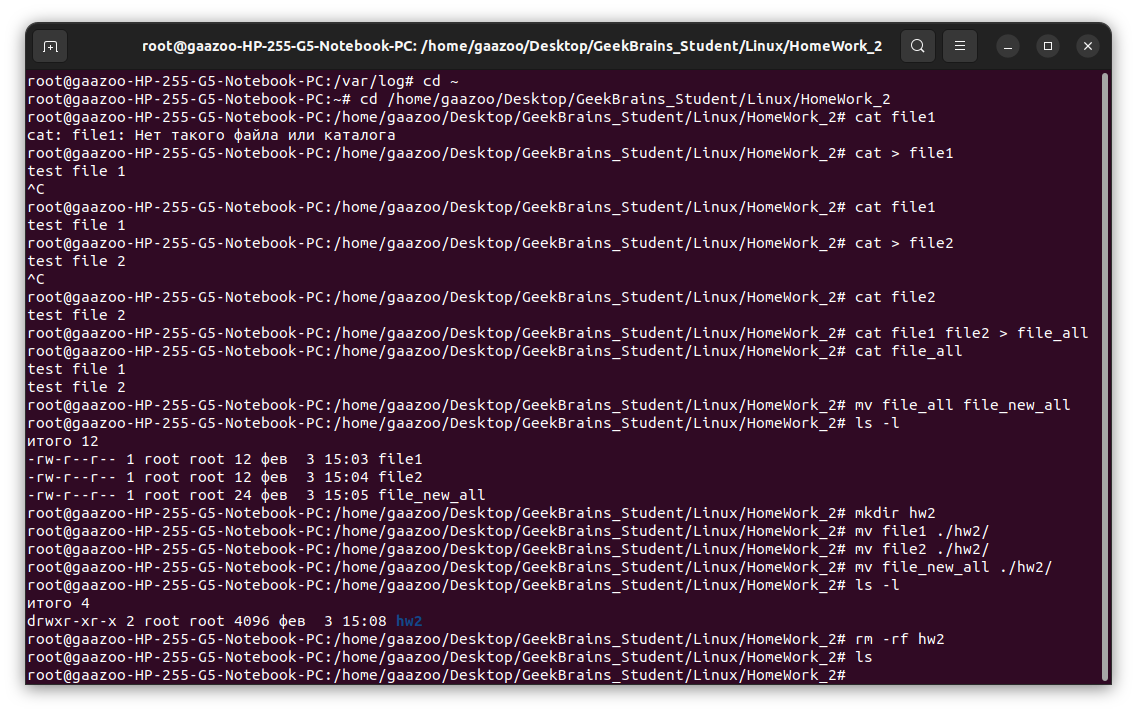 root@gaazoo-HP-255-G5-Notebook-PC: /home/gaazoo/Desktop/GeekBrains_Student/Linux/HomeWork_2
root@gaazoo-HP-255-G5-Notebook-PC:/var/log# cd ~
root@gaazoo-HP-255-G5-Notebook-PC:~# cd /home/gaazoo/Desktop/GeekBrains_Student/Linux/HomeWork_2
root@gaazoo-HP-255-G5-Notebook-PC:/home/gaazoo/Desktop/GeekBrains_Student/Linux/HomeWork_2# cat file1
cat: file1: Нет такого файла или каталога
root@gaazoo-HP-255-G5-Notebook-PC:/home/gaazoo/Desktop/GeekBrains_Student/Linux/HomeWork_2# cat > file1
test file 1
^C
root@gaazoo-HP-255-G5-Notebook-PC:/home/gaazoo/Desktop/GeekBrains_Student/Linux/HomeWork_2# cat file1
test file 1
root@gaazoo-HP-255-G5-Notebook-PC:/home/gaazoo/Desktop/GeekBrains_Student/Linux/HomeWork_2# cat > file2
test file 2
^C
root@gaazoo-HP-255-G5-Notebook-PC:/home/gaazoo/Desktop/GeekBrains_Student/Linux/HomeWork_2# cat file2
test file 2
root@gaazoo-HP-255-G5-Notebook-PC:/home/gaazoo/Desktop/GeekBrains_Student/Linux/HomeWork_2# cat file1 file2 > file_all
root@gaazoo-HP-255-G5-Notebook-PC:/home/gaazoo/Desktop/GeekBrains_Student/Linux/HomeWork_2# cat file_all
test file 1
test file 2
root@gaazoo-HP-255-G5-Notebook-PC:/home/gaazoo/Desktop/GeekBrains_Student/Linux/HomeWork_2# mv file_all file_new_all
root@gaazoo-HP-255-G5-Notebook-PC:/home/gaazoo/Desktop/GeekBrains_Student/Linux/HomeWork_2# ls -l
итого 12
-rw-r--r-- 1 root root 12 фев  3 15:03 file1
-rw-r--r-- 1 root root 12 фев  3 15:04 file2
-rw-r--r-- 1 root root 24 фев  3 15:05 file_new_all
root@gaazoo-HP-255-G5-Notebook-PC:/home/gaazoo/Desktop/GeekBrains_Student/Linux/HomeWork_2# mkdir hw2
root@gaazoo-HP-255-G5-Notebook-PC:/home/gaazoo/Desktop/GeekBrains_Student/Linux/HomeWork_2# mv file1 ./hw2/
root@gaazoo-HP-255-G5-Notebook-PC:/home/gaazoo/Desktop/GeekBrains_Student/Linux/HomeWork_2# mv file2 ./hw2/
root@gaazoo-HP-255-G5-Notebook-PC:/home/gaazoo/Desktop/GeekBrains_Student/Linux/HomeWork_2# mv file_new_all ./hw2/
root@gaazoo-HP-255-G5-Notebook-PC:/home/gaazoo/Desktop/GeekBrains_Student/Linux/HomeWork_2# ls -l
итого 4
drwxr-xr-x 2 root root 4096 фев  3 15:08 hw2
root@gaazoo-HP-255-G5-Notebook-PC:/home/gaazoo/Desktop/GeekBrains_Student/Linux/HomeWork_2# rm -rf hw2
root@gaazoo-HP-255-G5-Notebook-PC:/home/gaazoo/Desktop/GeekBrains_Student/Linux/HomeWork_2# ls
root@gaazoo-HP-255-G5-Notebook-PC:/home/gaazoo/Desktop/GeekBrains_Student/Linux/HomeWork_2#